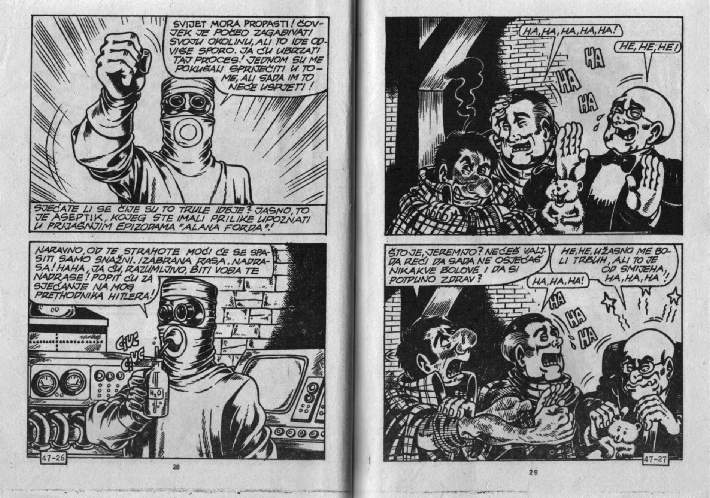 SVIJET MORA PROPASTI! ČOV-
JEK JE POČEO ZAGAĐIVATI
SVOJU OKOLINU, ALI TO IDE OD-
VIŠE SPORO. JA ĆU UBRZATI
TAJ PROCES! JEDNOM SU ME
POKUŠALI SPRIJEČITI U TO-
ME, ALI SADA IM TO
NEĆE USPJETI!
SJEĆATE LI SE ČIJE SU TO TRULE IDEJE? JASNO, TO
JE ASEPTIK, KOJEG STE IMALI PRILIKE UPOZNATI
U PRIJAŠNJIM EPIZODAMA "ALANA FORDA"!
NARAVNO, OD TE STRAHOTE MOĆI ĆE SE SPA-
SITI SAMO SNAŽNI. IZABRANA RASA. NADRA-
SA! HAHA, JA ĆU, RAZUMLJIVO, BITI VOĐA TE
NADRASE! POPIT ĆU ZA
SJEĆANJE NA MOG
PRETHODNIKA HITLERA!
GLUC
GLUC
H₂O
47-26
28
HA, HA, HA, HA, HA!
HE, HE, HE!
HA
HA
HA
HA
ŠTO JE, JEREMIJO? NEĆEŠ VALJ-
DA REĆI DA SADA NE OSJEĆAŠ
NIKAKVE BOLOVE I DA SI
POTPUNO ZDRAV?
HE, HE, UŽASNO ME BO-
LI TRBUH, ALI TO JE
OD SMIJEHA!
HA, HA, HA!
HA, HA, HA!
HA
HA
HA
47-27
29